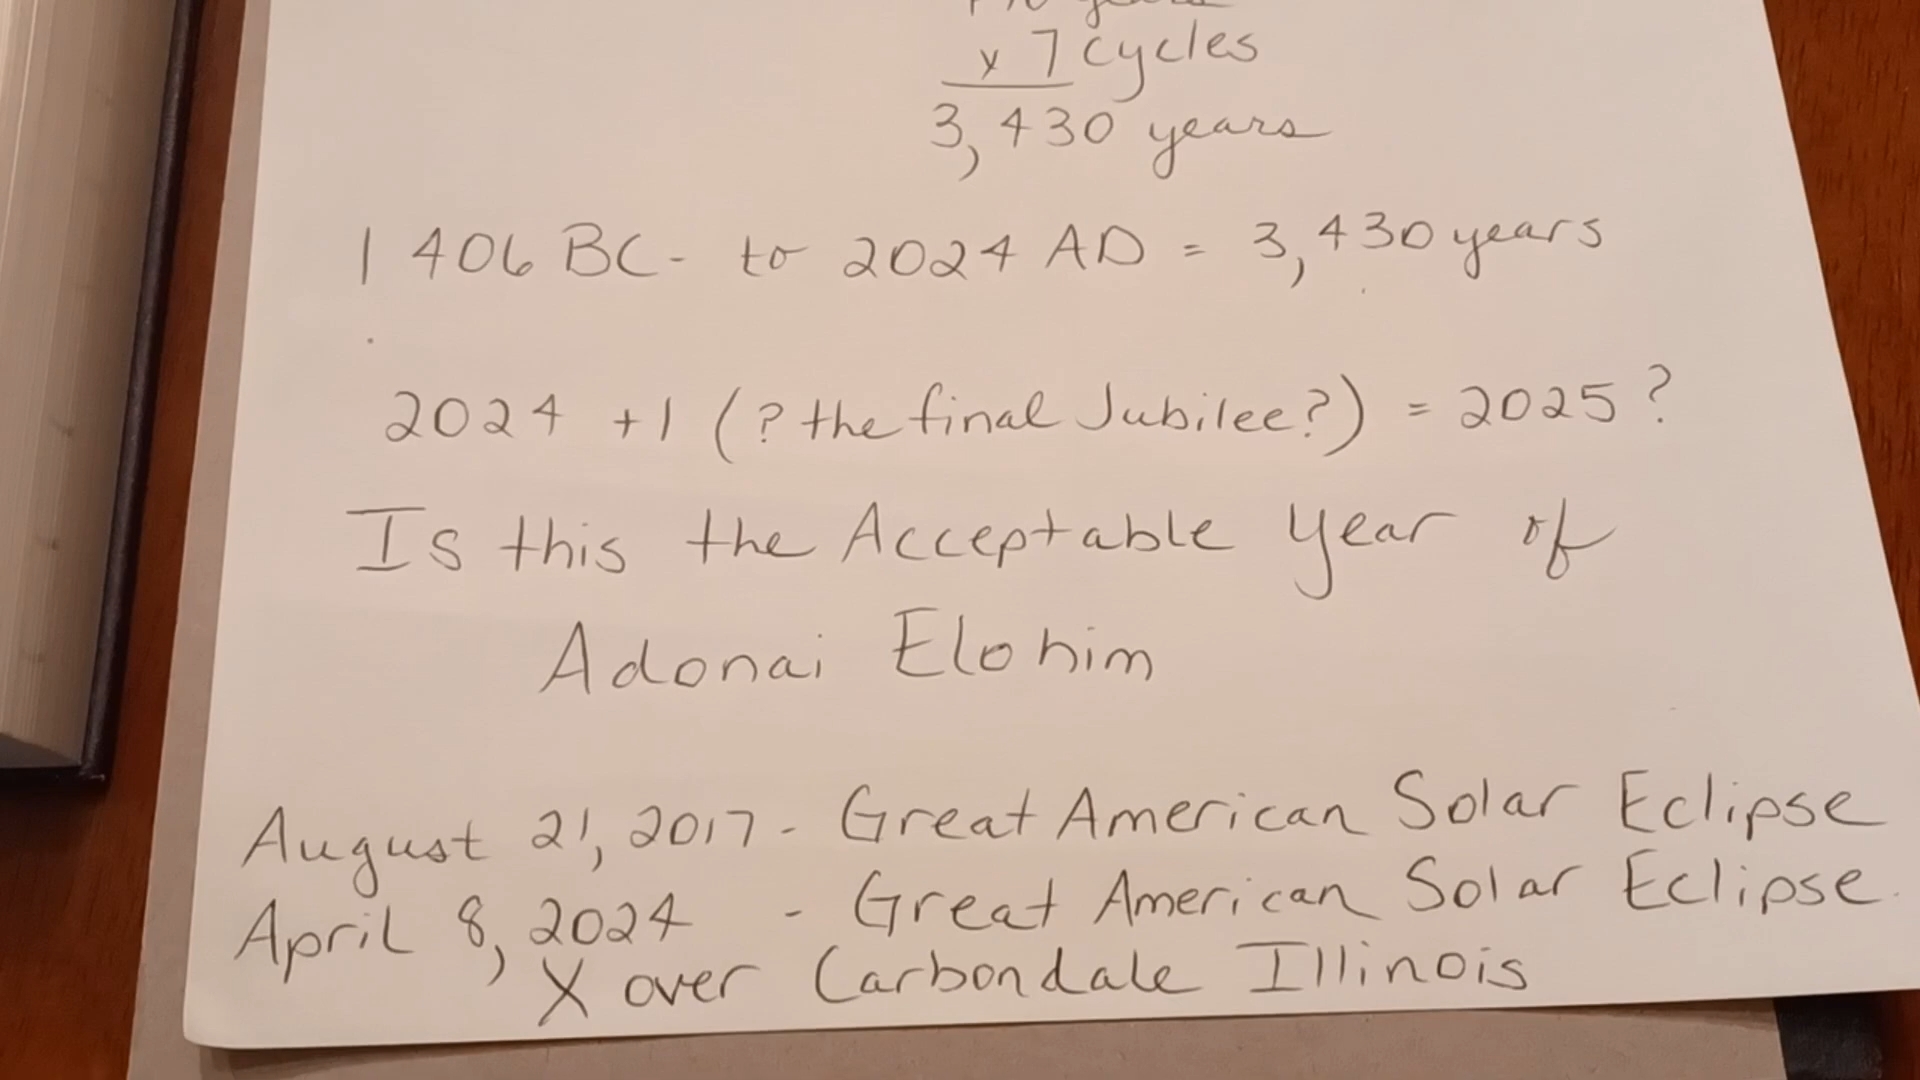 x 7 cycles
3,430 years
1406 BC - to 2024 AD = 3,430 years
2024 +1 (? the final Jubilee?) = 2025?
Is this the Acceptable year of
Adonai Elohim
August 21, 2017 - Great American Solar Eclipse
April 8, 2024 - Great American Solar Eclipse
X over Carbondale Illinois